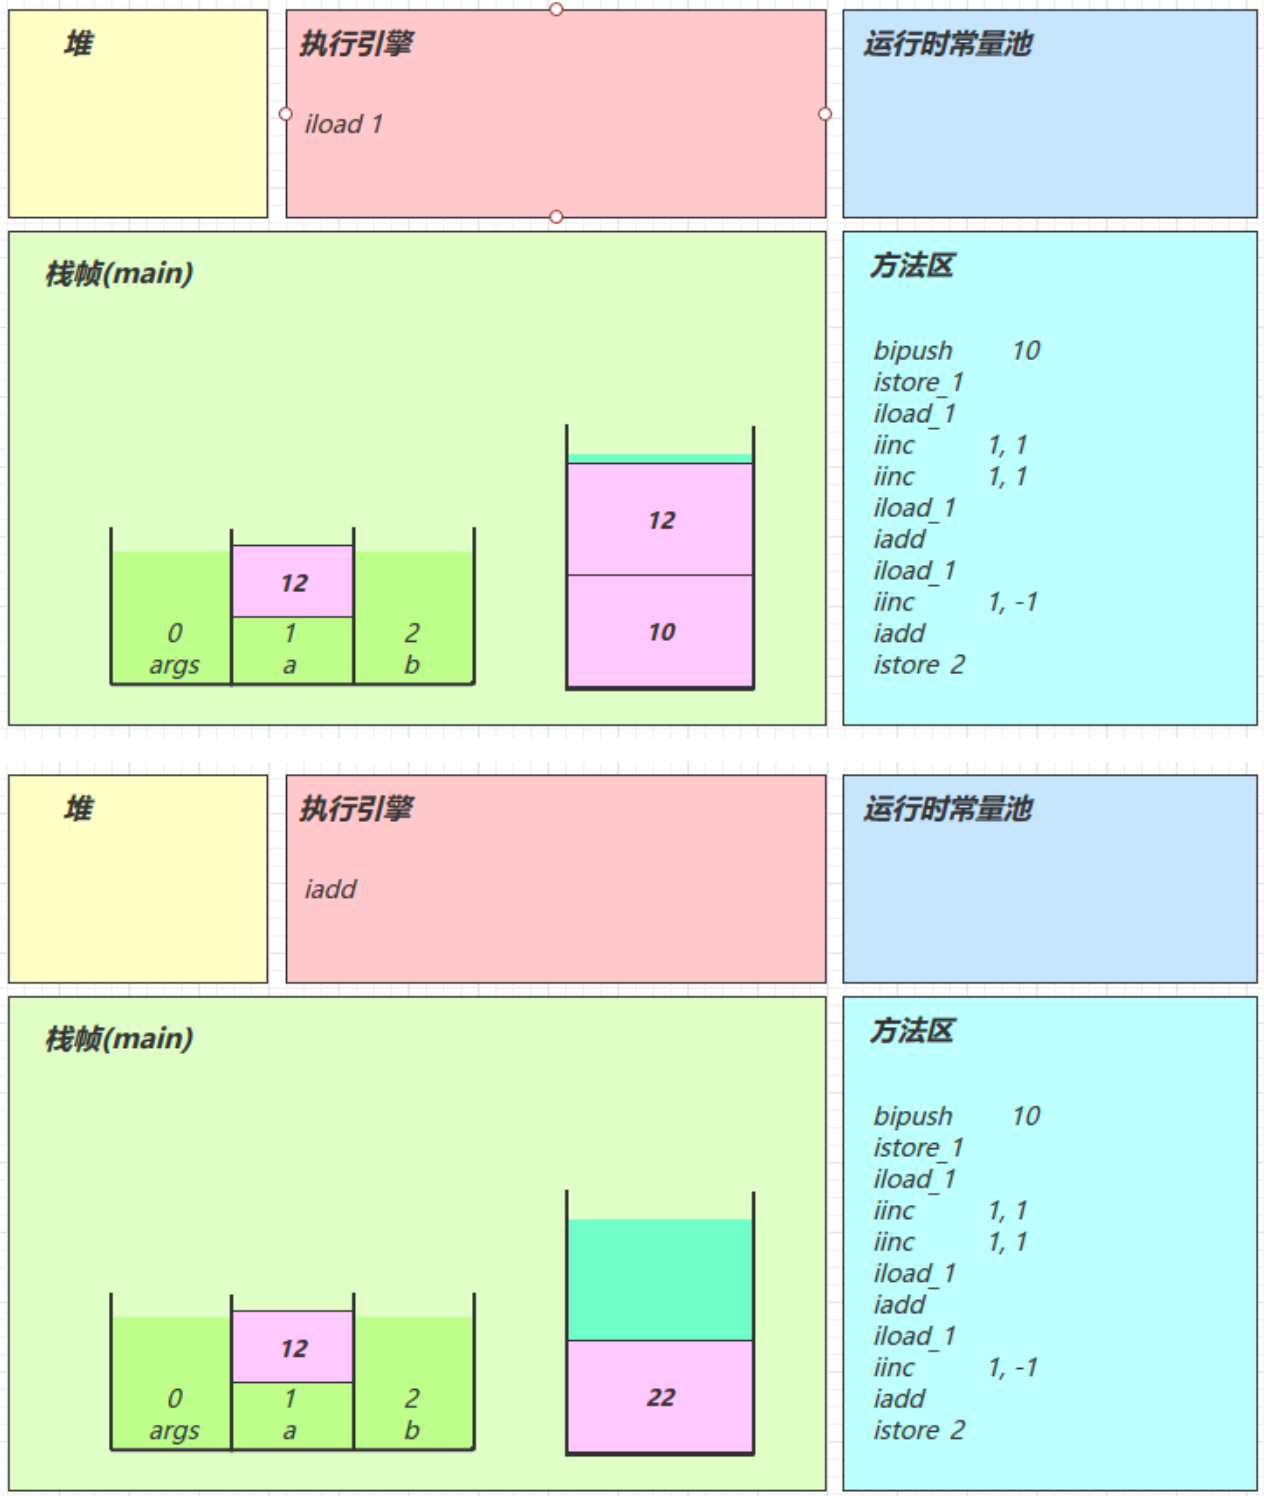 堆
执行引擎
iload 1
运行时常量池
栈帧(main)
12
0 1 2
args a b
12
10
方法区
bipush 10
istore_1
iload_1
iinc 1, 1
iinc 1, 1
iload_1
iadd
iload_1
iinc 1, -1
iadd
istore 2
堆
执行引擎
iadd
运行时常量池
栈帧(main)
12
0 1 2
args a b
22
方法区
bipush 10
istore_1
iload_1
iinc 1, 1
iinc 1, 1
iload_1
iadd
iload_1
iinc 1, -1
iadd
istore 2